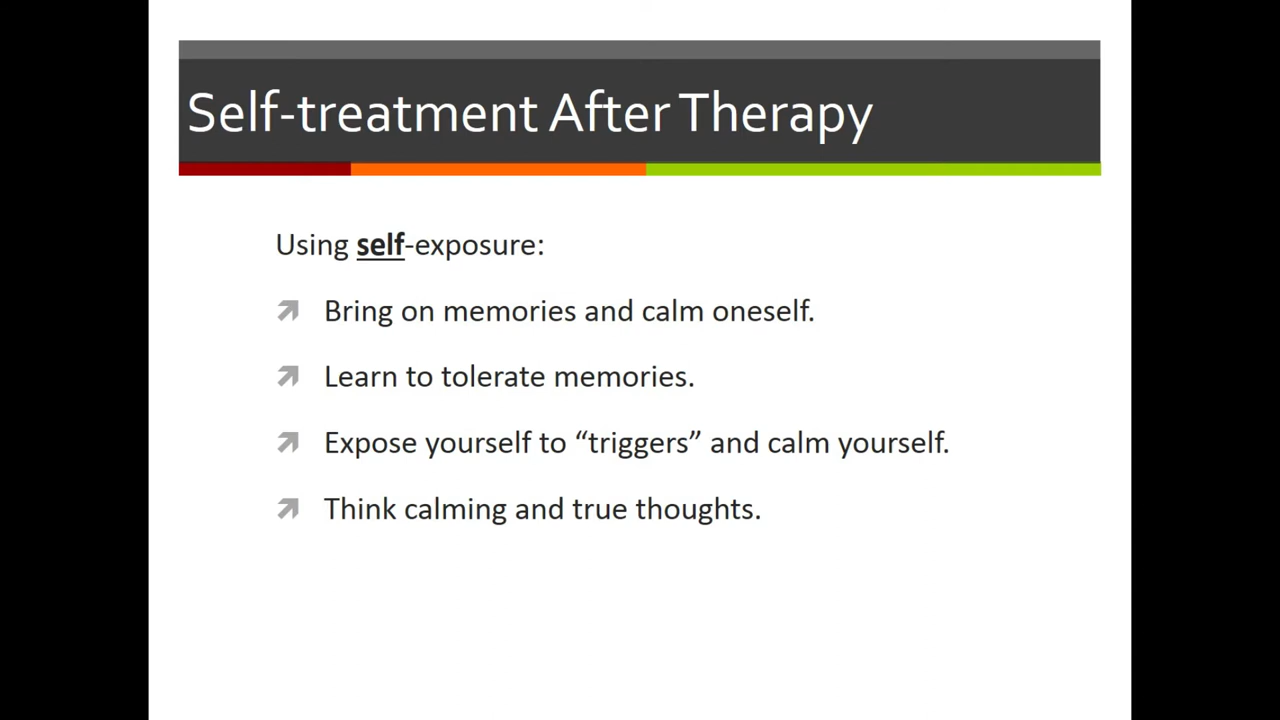 Self-treatment After Therapy
Using self-exposure:
Bring on memories and calm oneself.
Learn to tolerate memories.
Expose yourself to “triggers” and calm yourself.
Think calming and true thoughts.